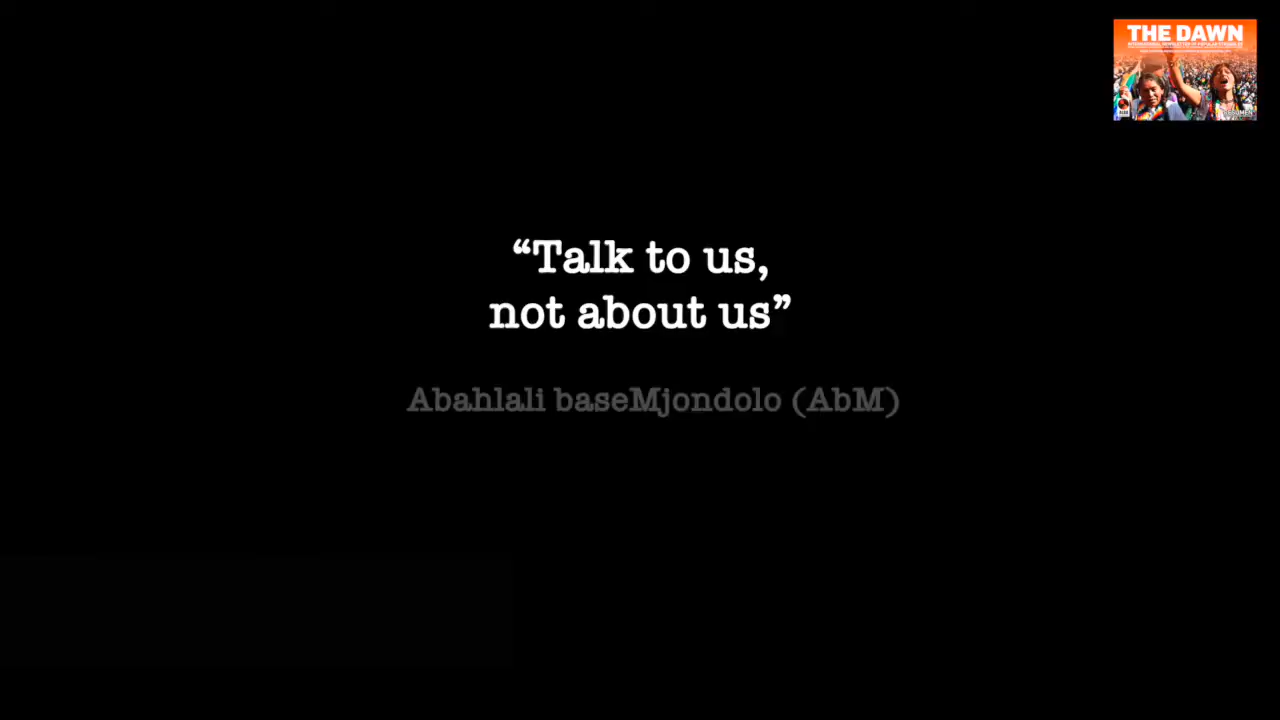 THE DAWN
“Talk to us,
not about us”
Abahlali baseMjondolo (AbM)